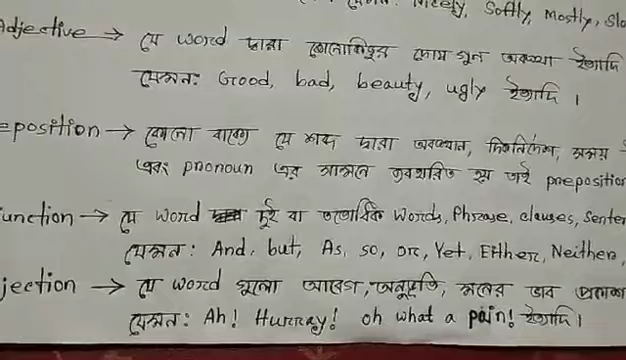 Nicely, Softly, Mostly, Slo
Adjective → যে word দ্বারা কোনোকিছুর দোষ গুন অবস্থা ইত্যাদি
যেমন: Good, bad, beauty, ugly ইত্যাদি ।
eposition → কোনো বাক্যে যে শব্দ দ্বারা অবস্থান, দিকনির্দেশ, সময়
এবং pronoun এর সামনে ব্যবহারিত হয় তাই preposition
unction → যে word দুই বা ততোধিক Words, Phrase, clauses, Senten
যেমন: And, but, As, so, or, Yet, Either, Neither,
jection → যে word গুলো আবেগ, অনুভূতি, মনের ভাব প্রকাশ
যেমন: Ah! Hurray! oh what a pain! ইত্যাদি।